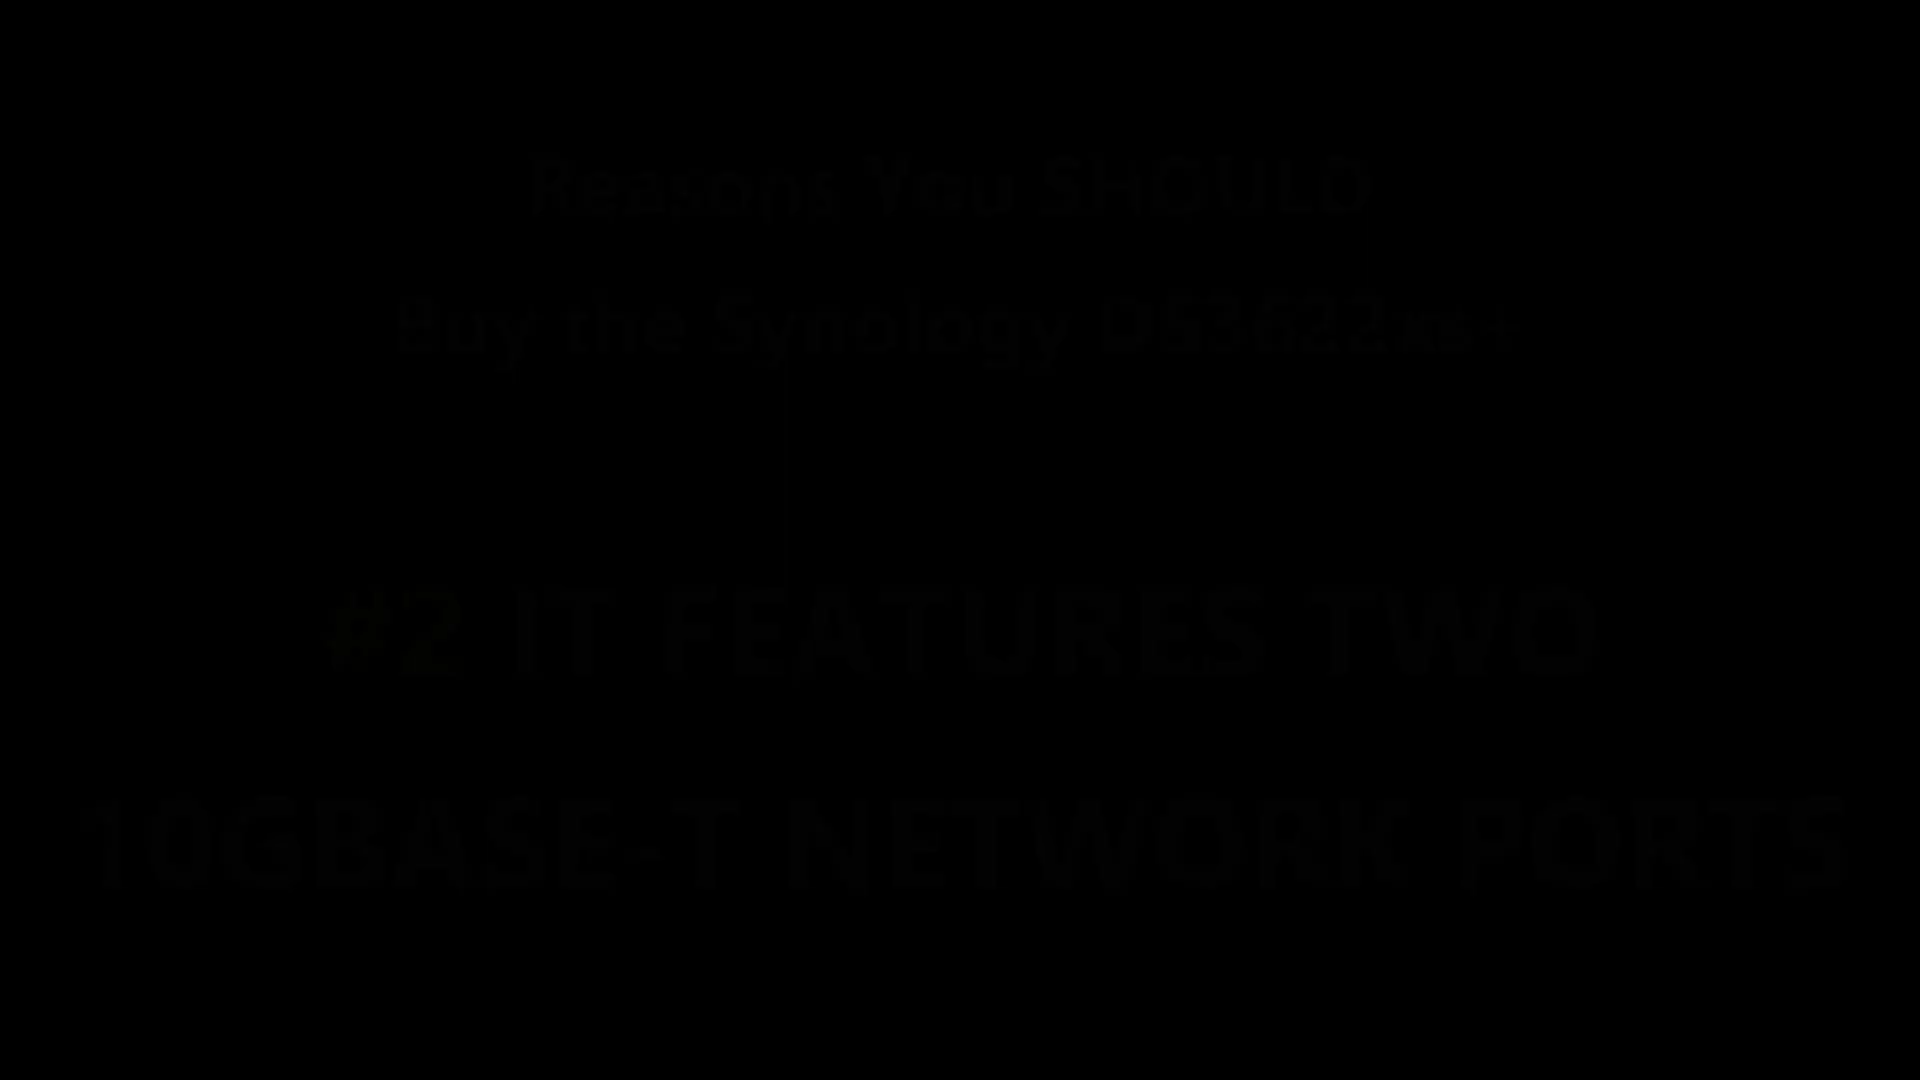 Reasons You SHOULD
Buy the Synology DS3622xs+
#2 IT FEATURES TWO
10GBASE-T NETWORK PORTS